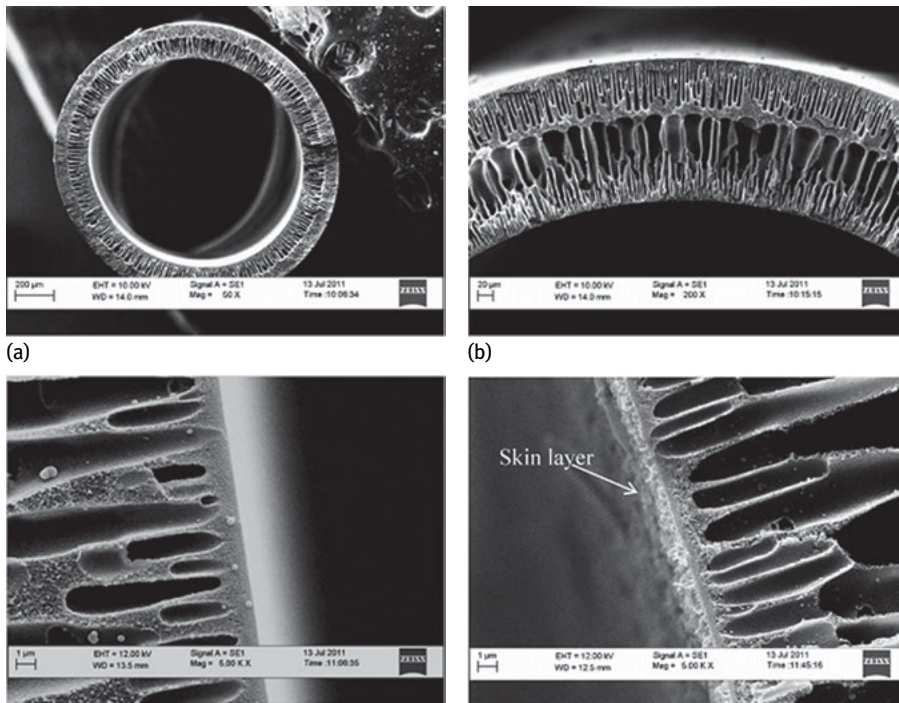 200 µm
EHT = 10.00 kV
WD = 14.0 mm
Signal A = SE1
Mag = 50 X
13 Jul 2011
Time :10:06:34
ZEISS
20 µm
EHT = 10.00 kV
WD = 14.0 mm
Signal A = SE1
Mag = 200 X
13 Jul 2011
Time :10:15:15
ZEISS
(a)
(b)
Skin layer
1 µm
EHT = 12.00 kV
WD = 13.5 mm
Signal A = SE1
Mag = 5.00 K X
13 Jul 2011
Time :11:06:35
ZEISS
1 µm
EHT = 12.00 kV
WD = 12.5 mm
Signal A = SE1
Mag = 5.00 K X
13 Jul 2011
Time :11:45:16
ZEISS